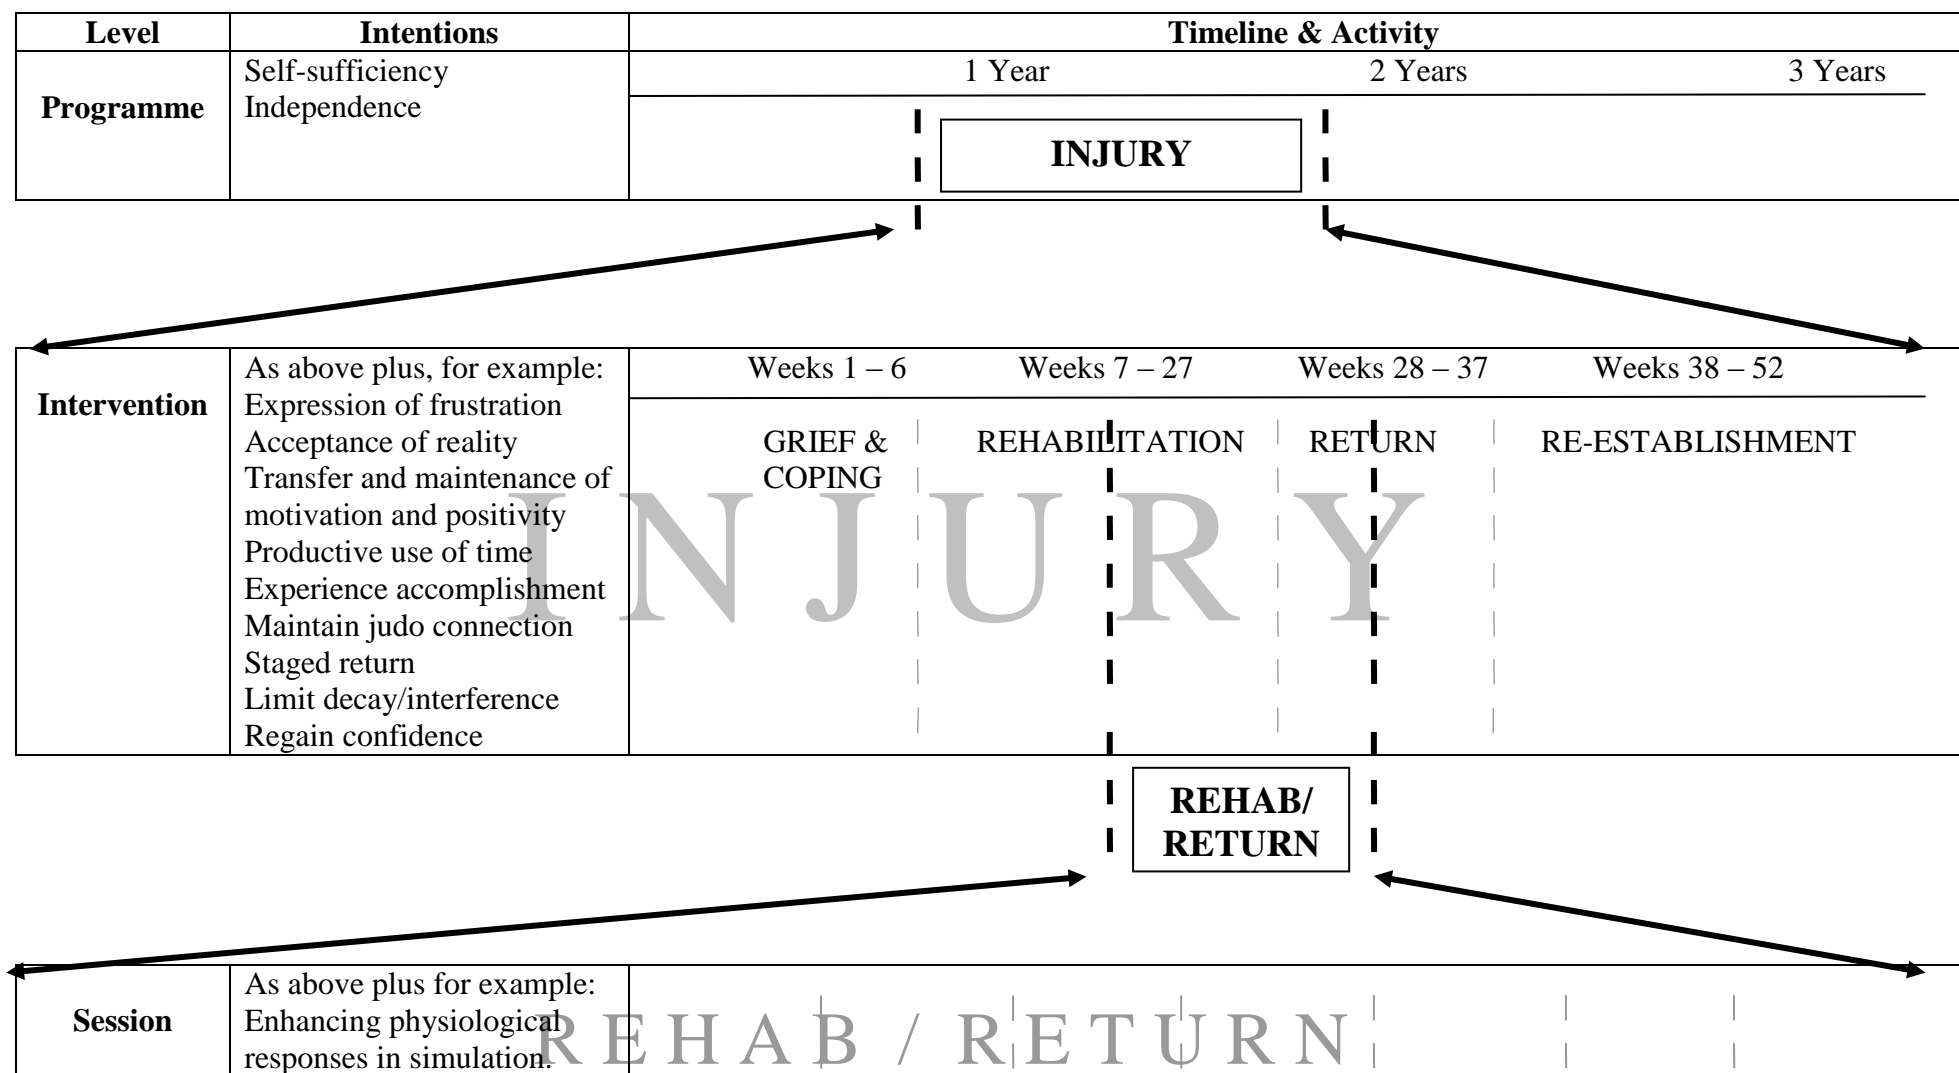 Level Intentions Timeline & Activity
Programme
Self-sufficiency
Independence
1 Year 2 Years 3 Years
INJURY
Intervention
As above plus, for example:
Expression of frustration
Acceptance of reality
Transfer and maintenance of
motivation and positivity
Productive use of time
Experience accomplishment
Maintain judo connection
Staged return
Limit decay/interference
Regain confidence
Weeks 1 – 6 Weeks 7 – 27 Weeks 28 – 37 Weeks 38 – 52
GRIEF &
COPING
REHABILITATION
RETURN
RE-ESTABLISHMENT
INJURY
REHAB/
RETURN
Session
As above plus for example:
Enhancing physiological
responses in simulation.
REHAB / RETURN